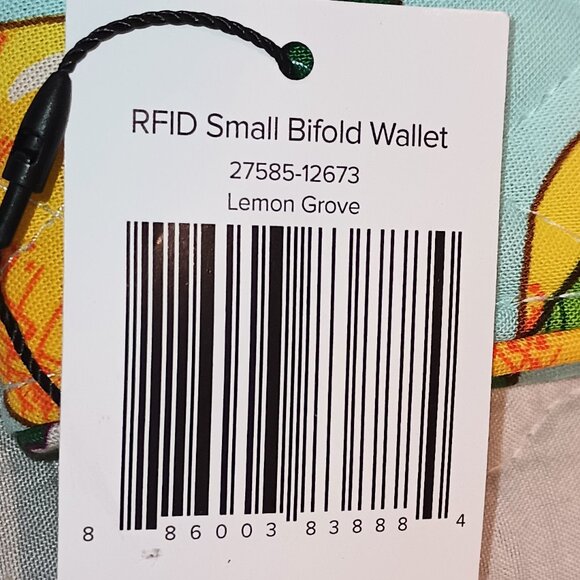 RFID Small Bifold Wallet
27585-12673
Lemon Grove
8 86003 83888 4